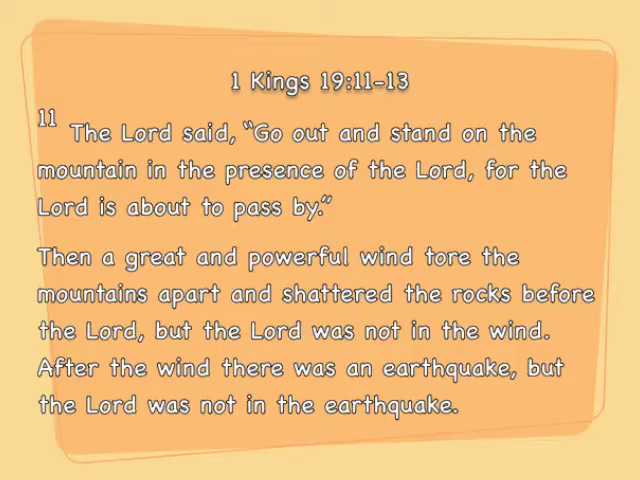 1 Kings 19:11-13
11 The Lord said, “Go out and stand on the
mountain in the presence of the Lord, for the
Lord is about to pass by.”
Then a great and powerful wind tore the
mountains apart and shattered the rocks before
the Lord, but the Lord was not in the wind.
After the wind there was an earthquake, but
the Lord was not in the earthquake.